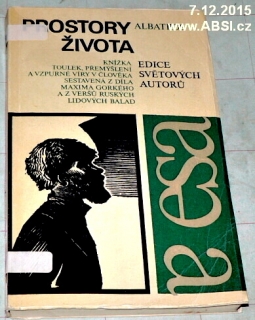 7.12.2015
www.ABSI.cz
PROSTORY
ŽIVOTA
ALBATROS
KNÍŽKA
TOULEK, PŘEMÝŠLENÍ
A VZPURNÉ VÍRY V ČLOVĚKA
SESTAVENÁ Z DÍLA
MAXIMA GORKÉHO
A Z VERŠŮ RUSKÝCH
LIDOVÝCH BALAD
EDICE
SVĚTOVÝCH
AUTORŮ
esa